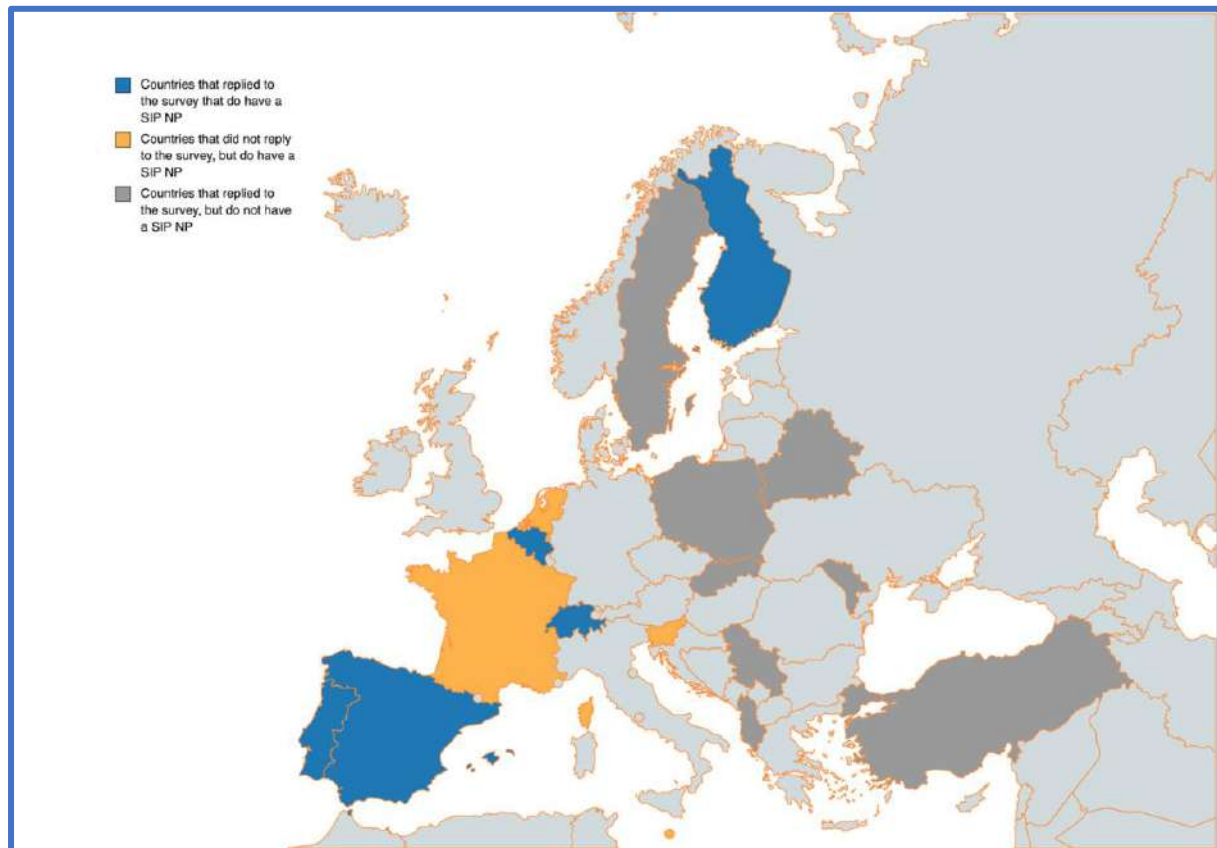 Countries that replied to
the survey that do have a
SIP NP
Countries that did not reply
to the survey, but do have a
SIP NP
Countries that replied to
the survey, but do not have
a SIP NP